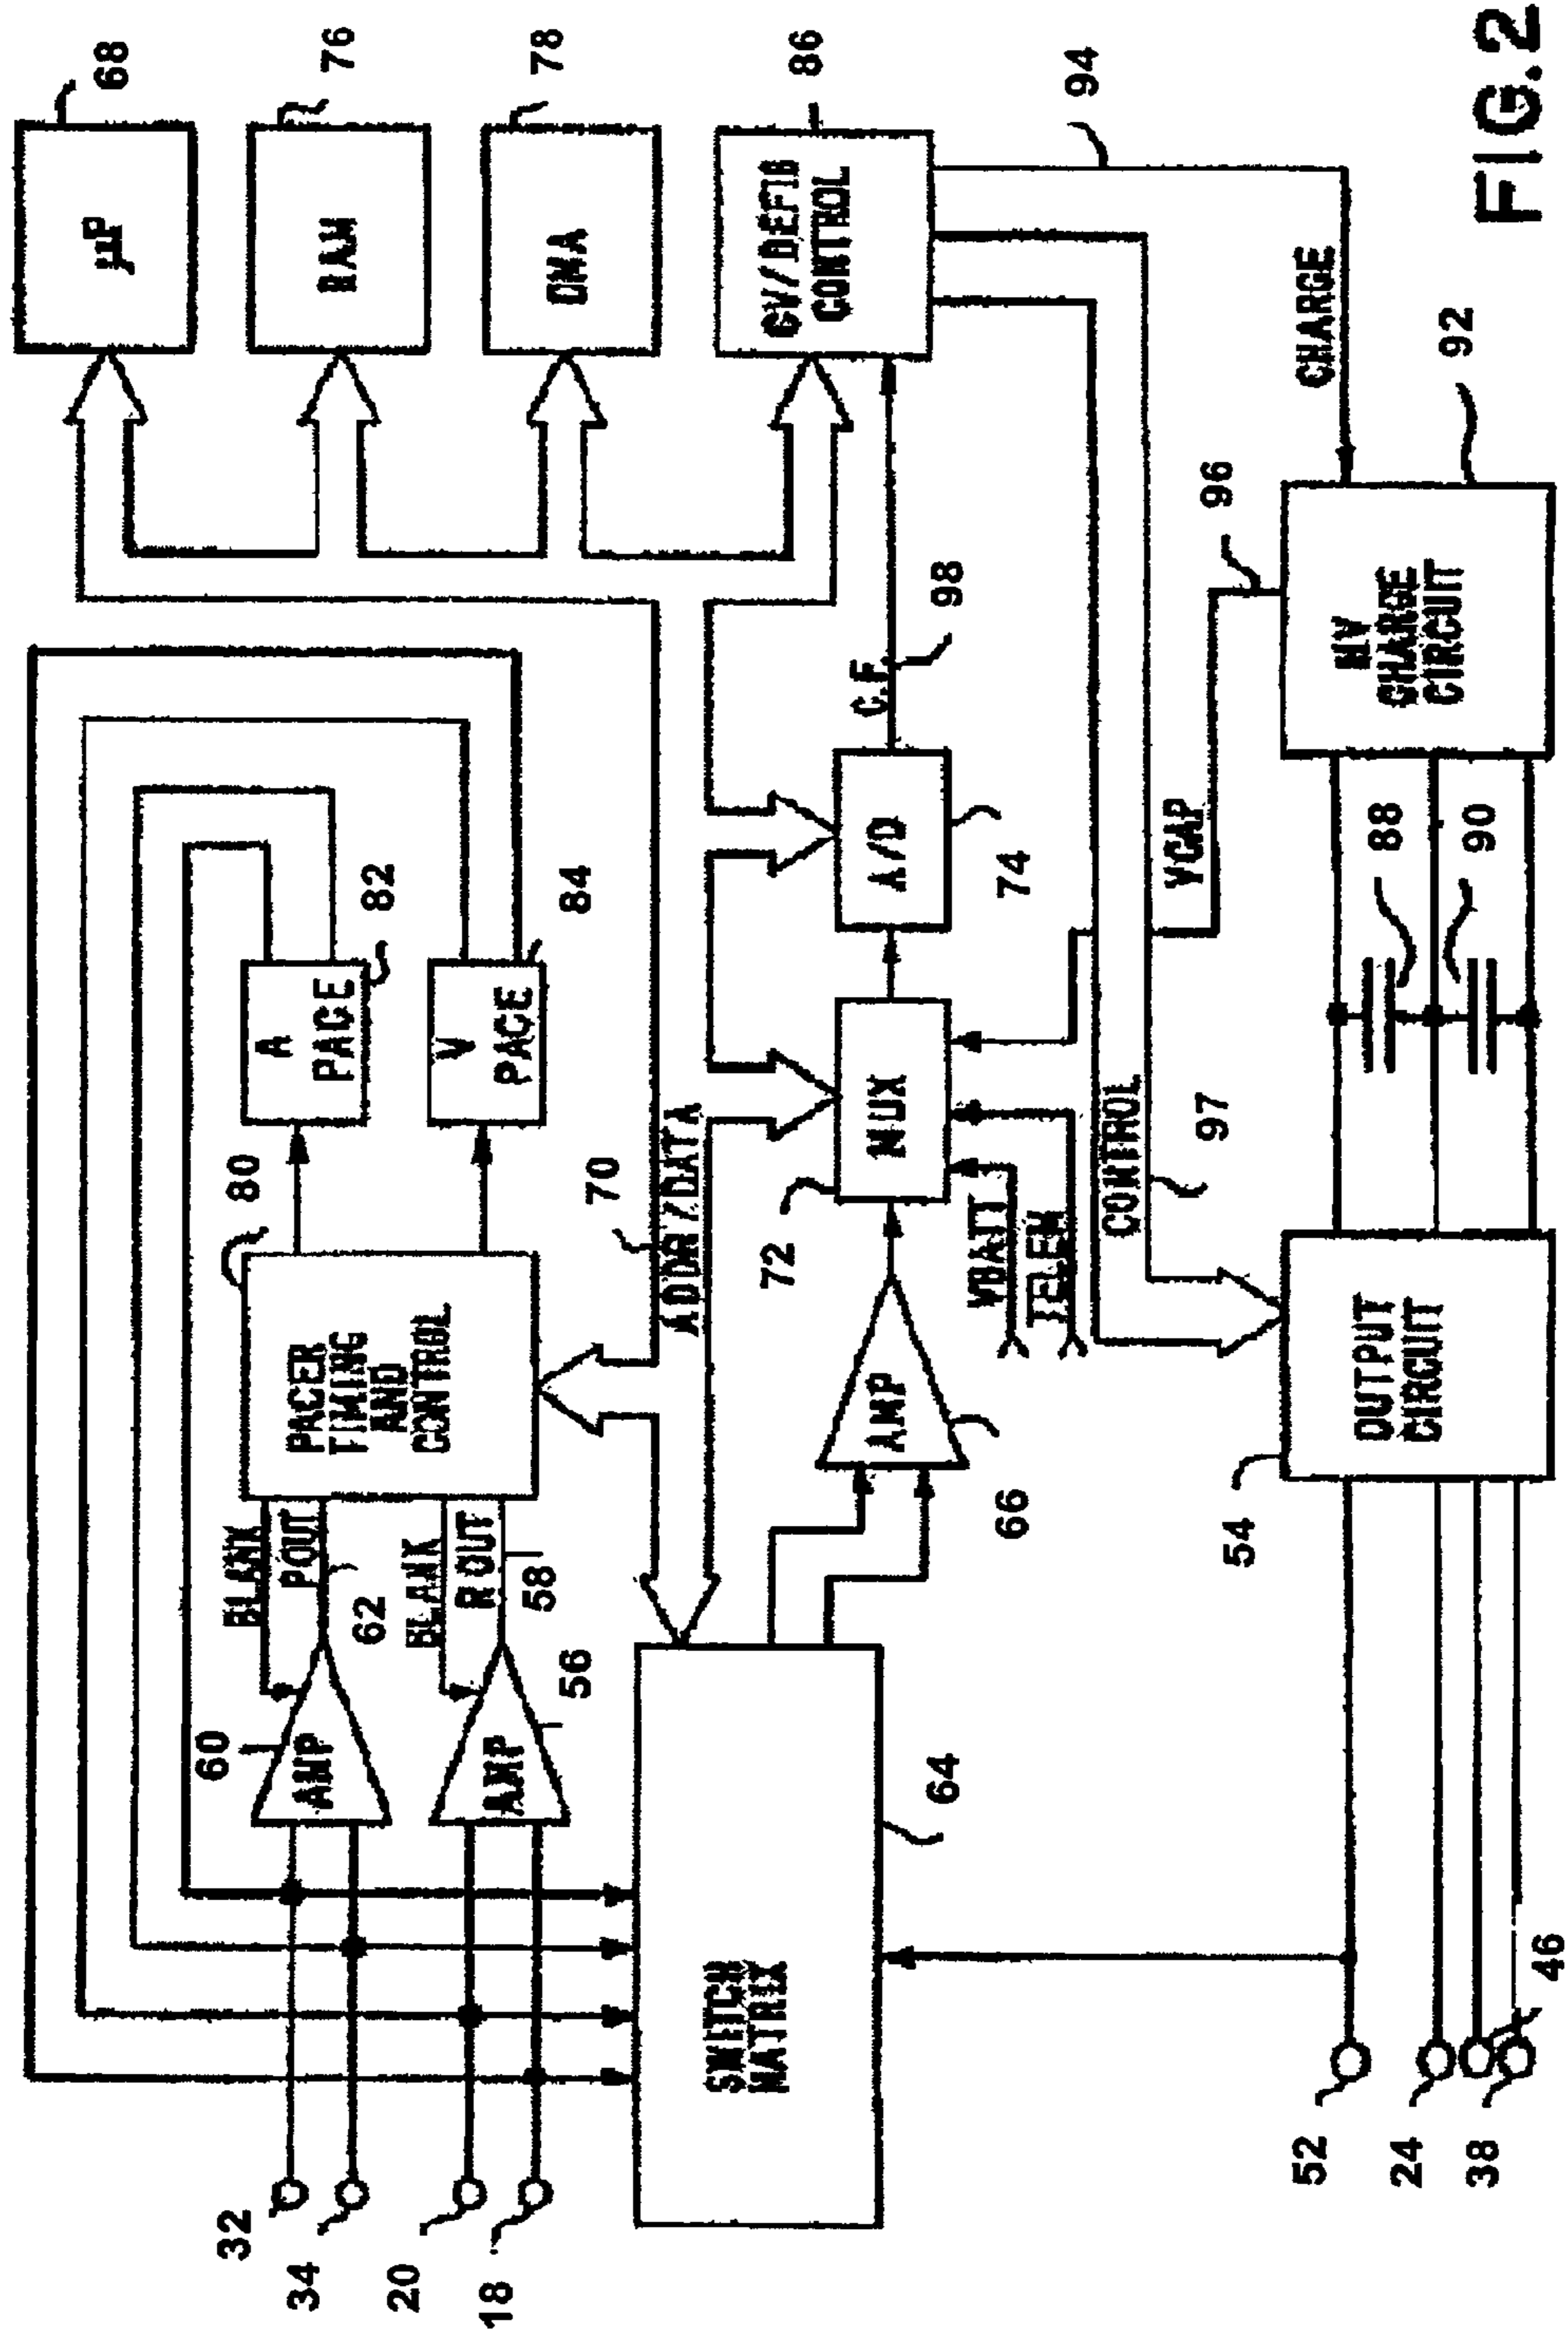 32
34
20
18
60
AMP
BLANK
POUT
62
AMP
56
BLANK
ROUT
58
80
PACER
TIMING
AND
CONTROL
A
PACE
82
V
PACE
84
68
μP
76
RAM
78
DMA
86
CV/DEFIB
CONTROL
94
70
ADDR/DATA
64
SWITCH
MATRIX
66
AMP
72
MUX
74
A/D
C.F.
98
VBATT
TELEM
CONTROL
97
VCAP
96
CHARGE
92
HV
CHARGE
CIRCUIT
88
90
54
OUTPUT
CIRCUIT
52
24
38
46
FIG.2